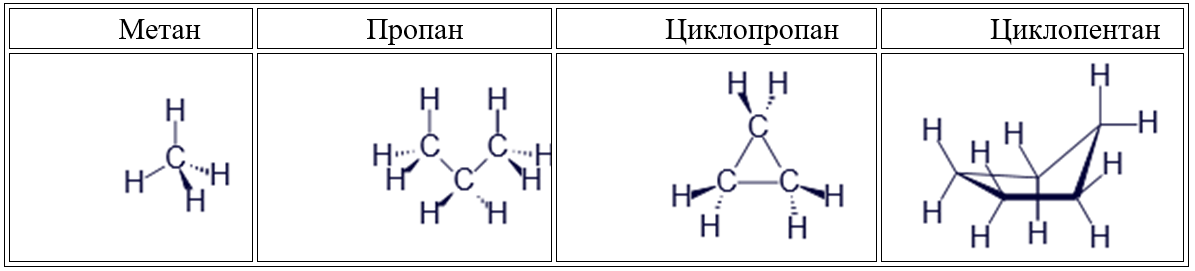 Метан Пропан Циклопропан Циклопентан
H H H H H H
H
H H H H
C C C C H H
H H H H H H
H H H
C C C H
H H H H
H H
H H H H H H